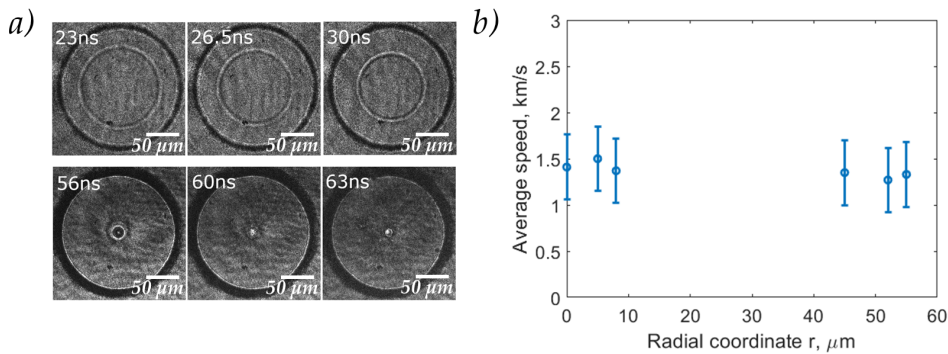 a)
23ns
26.5ns
30ns
50 µm
50 µm
50 µm
56ns
60ns
63ns
50 µm
50 µm
50 µm
b)
3
2.5
2
1.5
1
0.5
0
Average speed, km/s
0
10
20
30
40
50
60
Radial coordinate r, µm